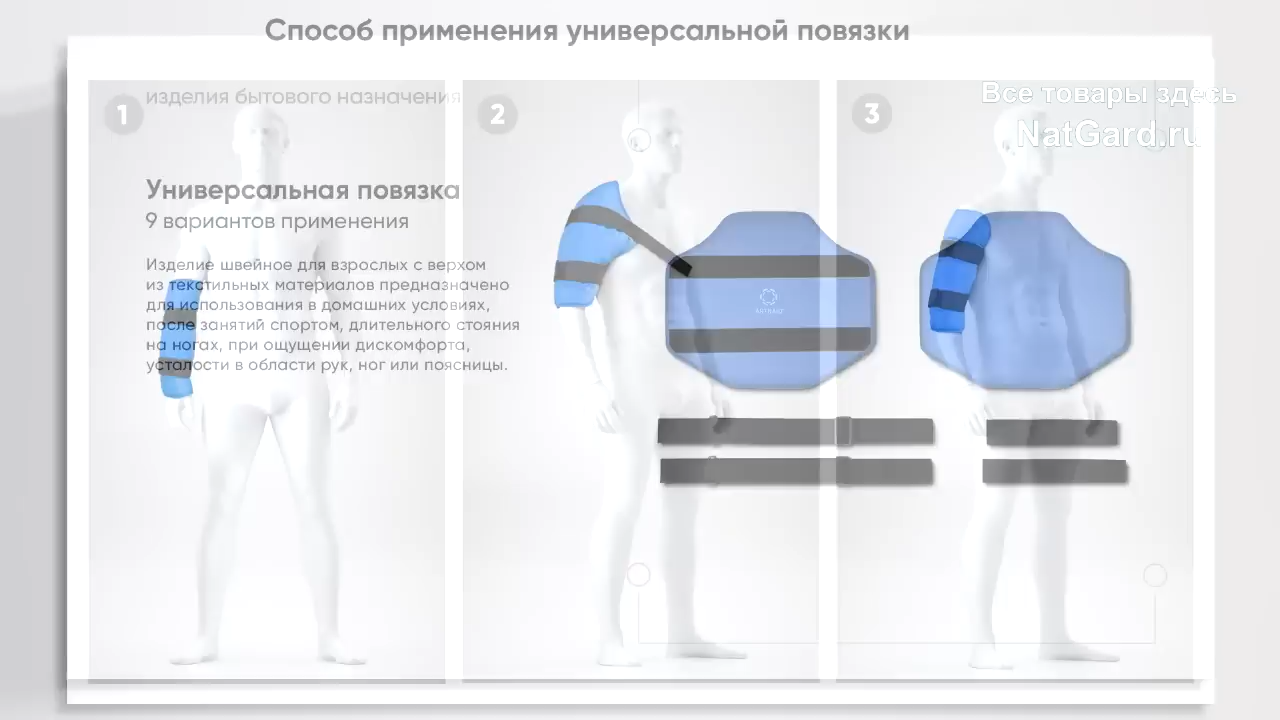 Способ применения универсальной повязки
изделия бытового назначения
1
2
3
Все товары здесь
NatGard.ru
Универсальная повязка
9 вариантов применения
Изделие швейное для взрослых с верхом
из текстильных материалов предназначено
для использования в домашних условиях,
после занятий спортом, длительного стояния
на ногах, при ощущении дискомфорта,
усталости в области рук, ног или поясницы.